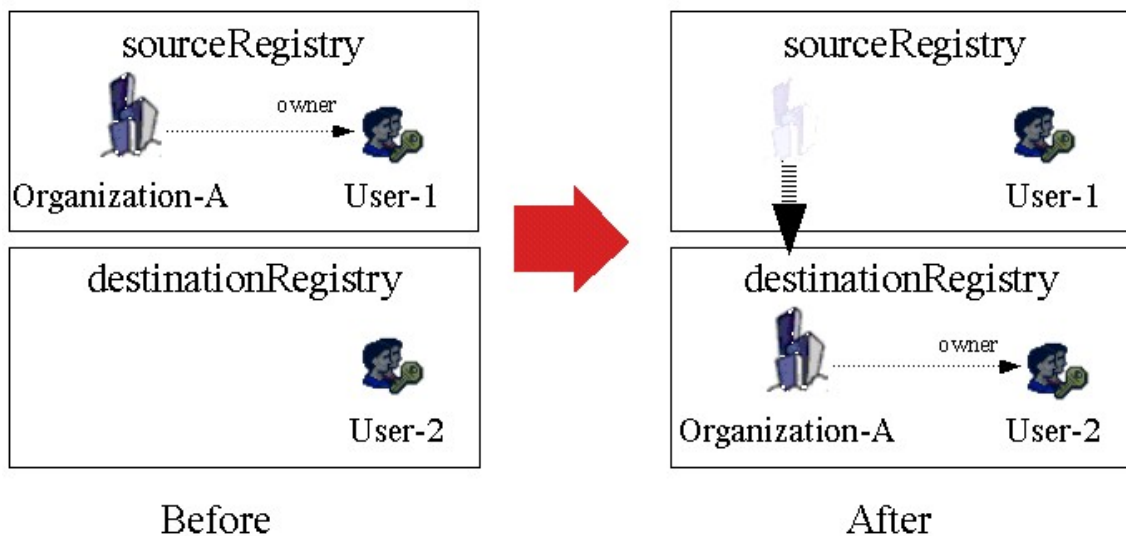 sourceRegistry
owner
Organization-A User-1
destinationRegistry
User-2
Before
sourceRegistry
User-1
destinationRegistry
owner
Organization-A User-2
After